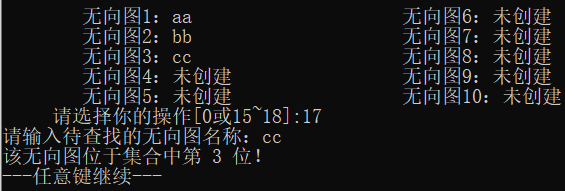 无向图1：aa 无向图6：未创建
无向图2：bb 无向图7：未创建
无向图3：cc 无向图8：未创建
无向图4：未创建 无向图9：未创建
无向图5：未创建 无向图10：未创建
请选择你的操作[0或15~18]:17
请输入待查找的无向图名称：cc
该无向图位于集合中第 3 位！
---任意键继续---